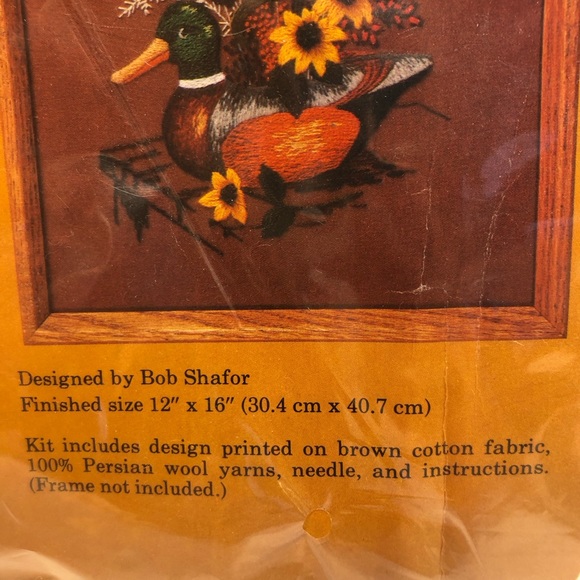 Designed by Bob Shafor
Finished size 12" x 16" (30.4 cm x 40.7 cm)
Kit includes design printed on brown cotton fabric,
100% Persian wool yarns, needle, and instructions.
(Frame not included.)